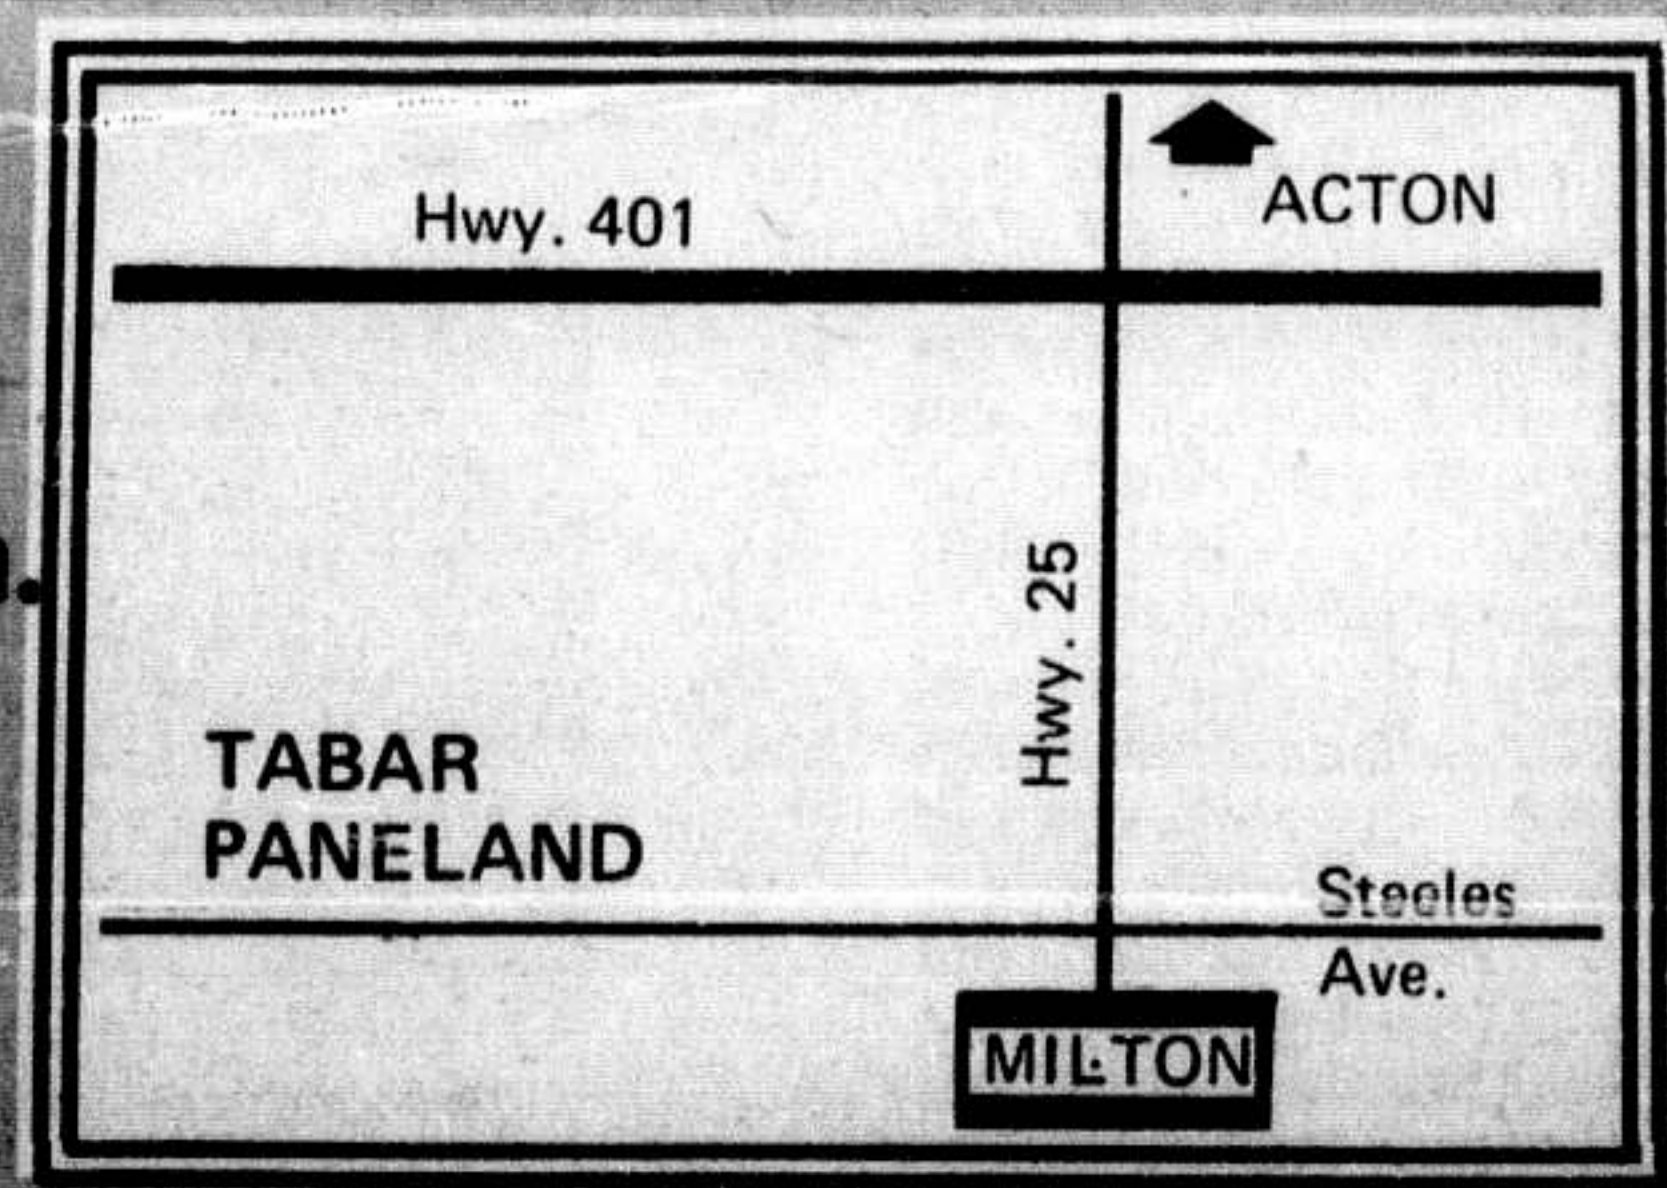 ACTON
Hwy. 401
Hwy. 25
TABAR
PANELAND
Steeles
Ave.
MILTON